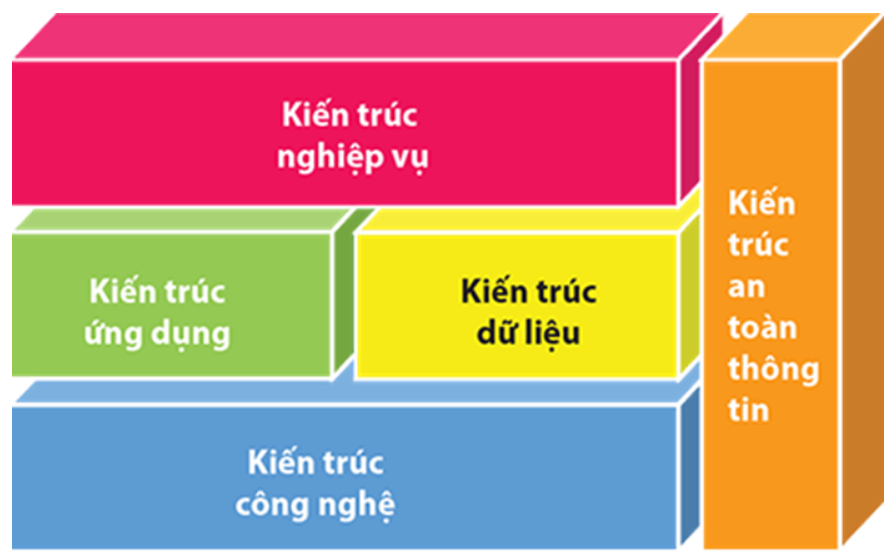 Kiến trúc
nghiệp vụ
Kiến trúc
ứng dụng
Kiến trúc
dữ liệu
Kiến trúc
công nghệ
Kiến
trúc
an
toàn
thông
tin